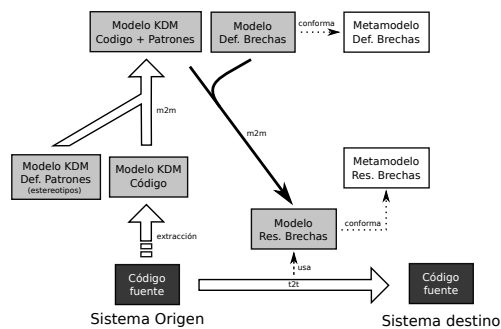 Modelo KDM
Codigo + Patrones
Modelo
Def. Brechas
conforma
Metamodelo
Def. Brechas
m2m
m2m
Modelo KDM
Def. Patrones
(estereotipos)
Modelo KDM
Código
Metamodelo
Res. Brechas
extracción
Modelo
Res. Brechas
conforma
usa
Código
fuente
t2t
Código
fuente
Sistema Origen
Sistema destino